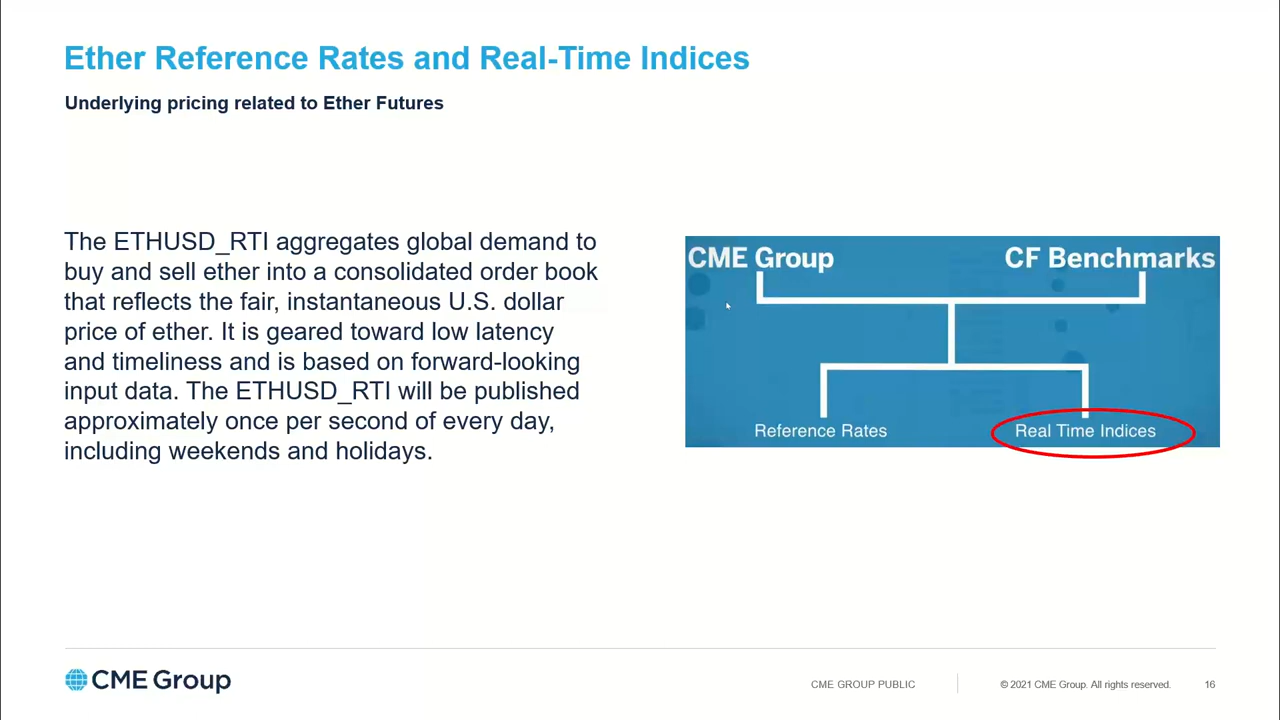 Ether Reference Rates and Real-Time Indices
Underlying pricing related to Ether Futures
The ETHUSD_RTI aggregates global demand to
buy and sell ether into a consolidated order book
that reflects the fair, instantaneous U.S. dollar
price of ether. It is geared toward low latency
and timeliness and is based on forward-looking
input data. The ETHUSD_RTI will be published
approximately once per second of every day,
including weekends and holidays.
CME Group
CF Benchmarks
Reference Rates
Real Time Indices
CME Group
CME GROUP PUBLIC
© 2021 CME Group. All rights reserved.
16